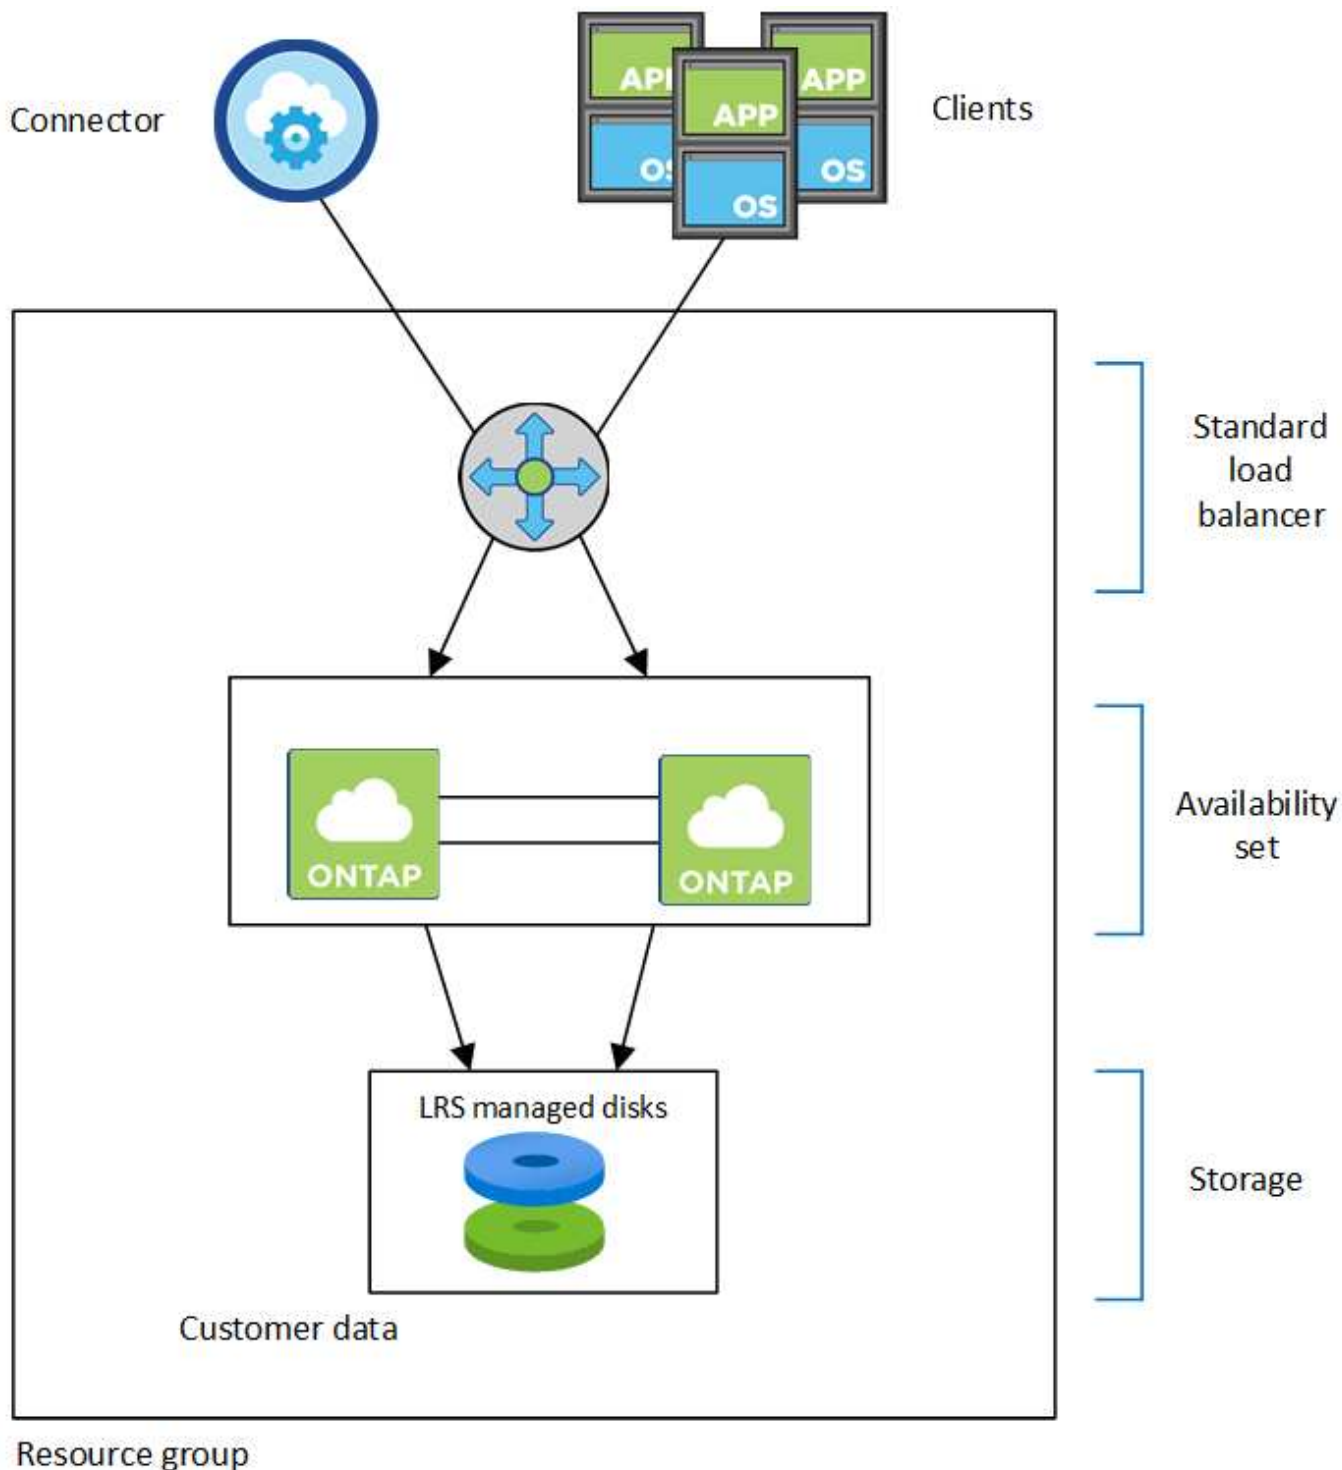 Connector
APP
APP
APP
OS
OS
OS
Clients
Standard
load
balancer
ONTAP
ONTAP
Availability
set
LRS managed disks
Storage
Customer data
Resource group